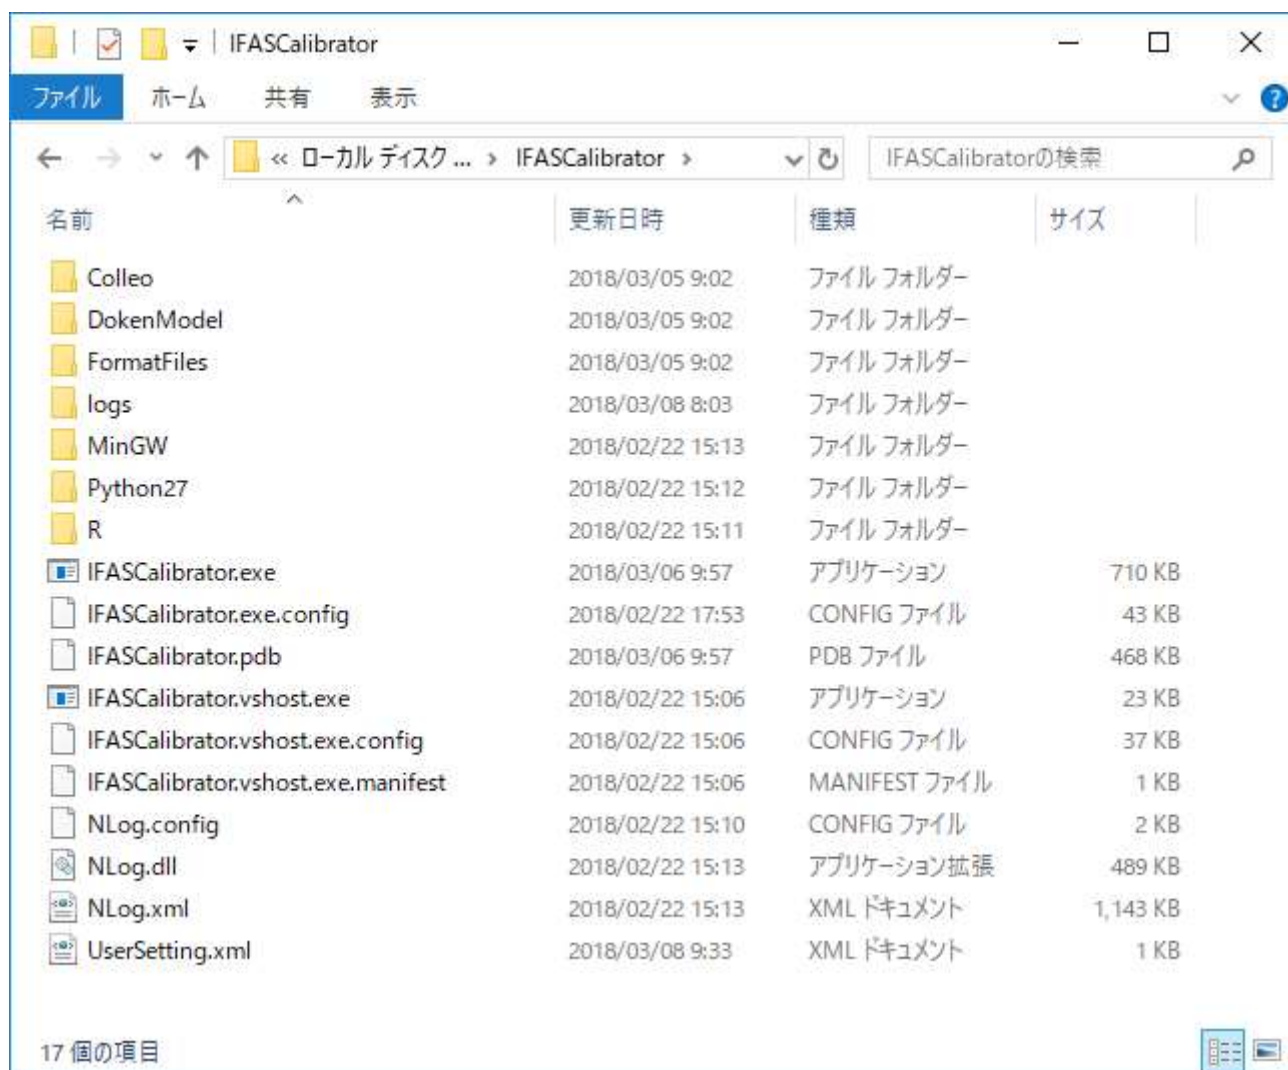 IFASCalibrator
ファイル ホーム 共有 表示
« ローカル ディスク ... › IFASCalibrator › IFASCalibratorの検索
名前 更新日時 種類 サイズ
Colleo 2018/03/05 9:02 ファイル フォルダー
DokenModel 2018/03/05 9:02 ファイル フォルダー
FormatFiles 2018/03/05 9:02 ファイル フォルダー
logs 2018/03/08 8:03 ファイル フォルダー
MinGW 2018/02/22 15:13 ファイル フォルダー
Python27 2018/02/22 15:12 ファイル フォルダー
R 2018/02/22 15:11 ファイル フォルダー
IFASCalibrator.exe 2018/03/06 9:57 アプリケーション 710 KB
IFASCalibrator.exe.config 2018/02/22 17:53 CONFIG ファイル 43 KB
IFASCalibrator.pdb 2018/03/06 9:57 PDB ファイル 468 KB
IFASCalibrator.vshost.exe 2018/02/22 15:06 アプリケーション 23 KB
IFASCalibrator.vshost.exe.config 2018/02/22 15:06 CONFIG ファイル 37 KB
IFASCalibrator.vshost.exe.manifest 2018/02/22 15:06 MANIFEST ファイル 1 KB
NLog.config 2018/02/22 15:10 CONFIG ファイル 2 KB
NLog.dll 2018/02/22 15:13 アプリケーション拡張 489 KB
NLog.xml 2018/02/22 15:13 XML ドキュメント 1,143 KB
UserSetting.xml 2018/03/08 9:33 XML ドキュメント 1 KB
17 個の項目